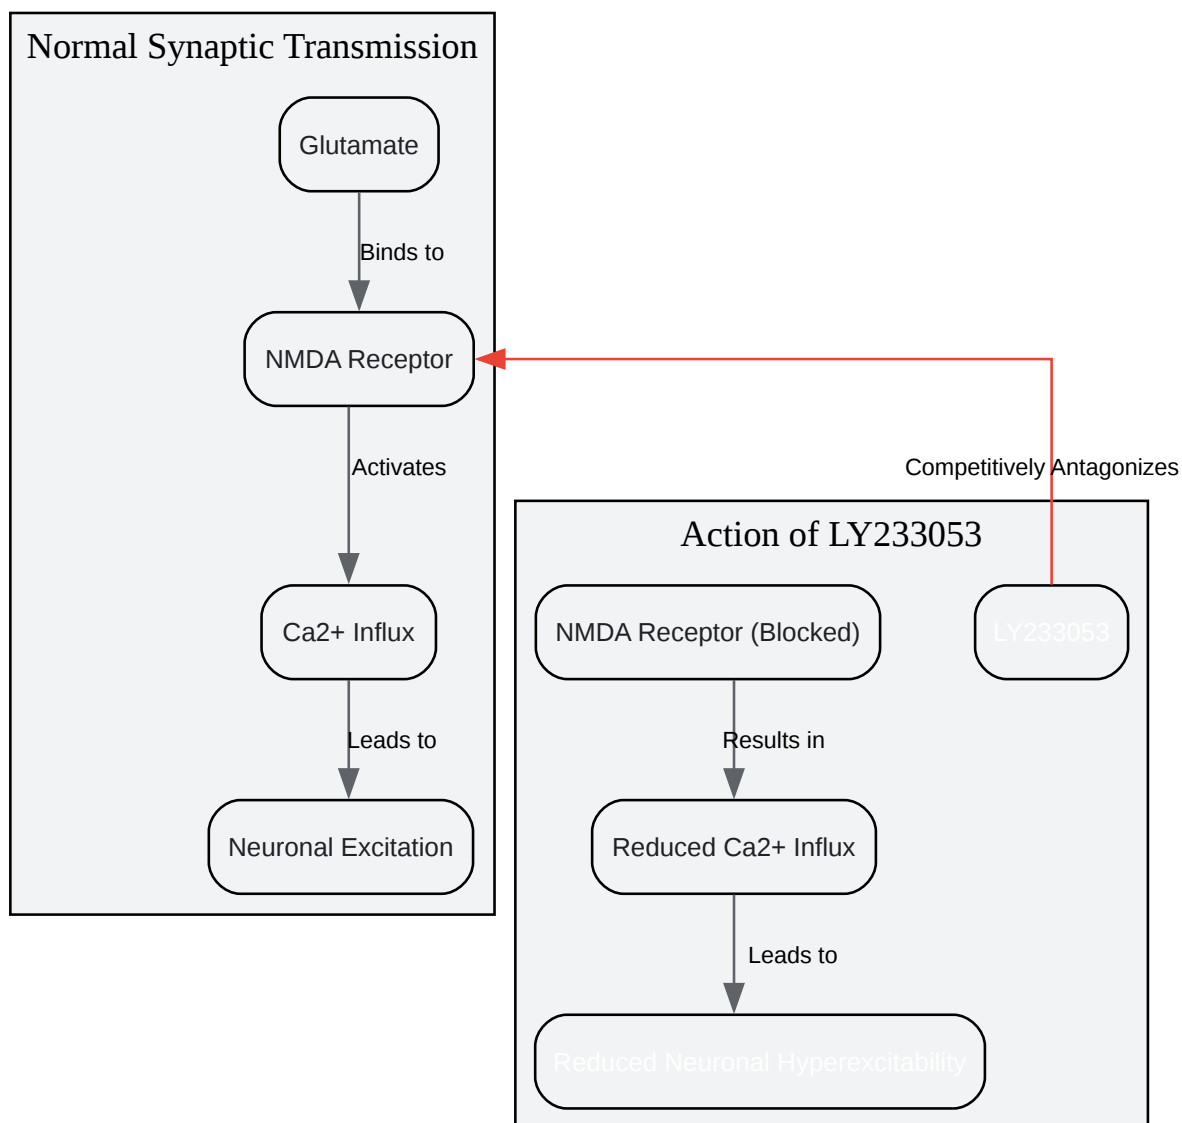 Normal Synaptic Transmission
Glutamate
Binds to
NMDA Receptor
Activates
Ca2+ Influx
Leads to
Neuronal Excitation
Competitively Antagonizes
Action of LY233053
NMDA Receptor (Blocked)
LY233053
Results in
Reduced Ca2+ Influx
Leads to
Reduced Neuronal Hyperexcitability